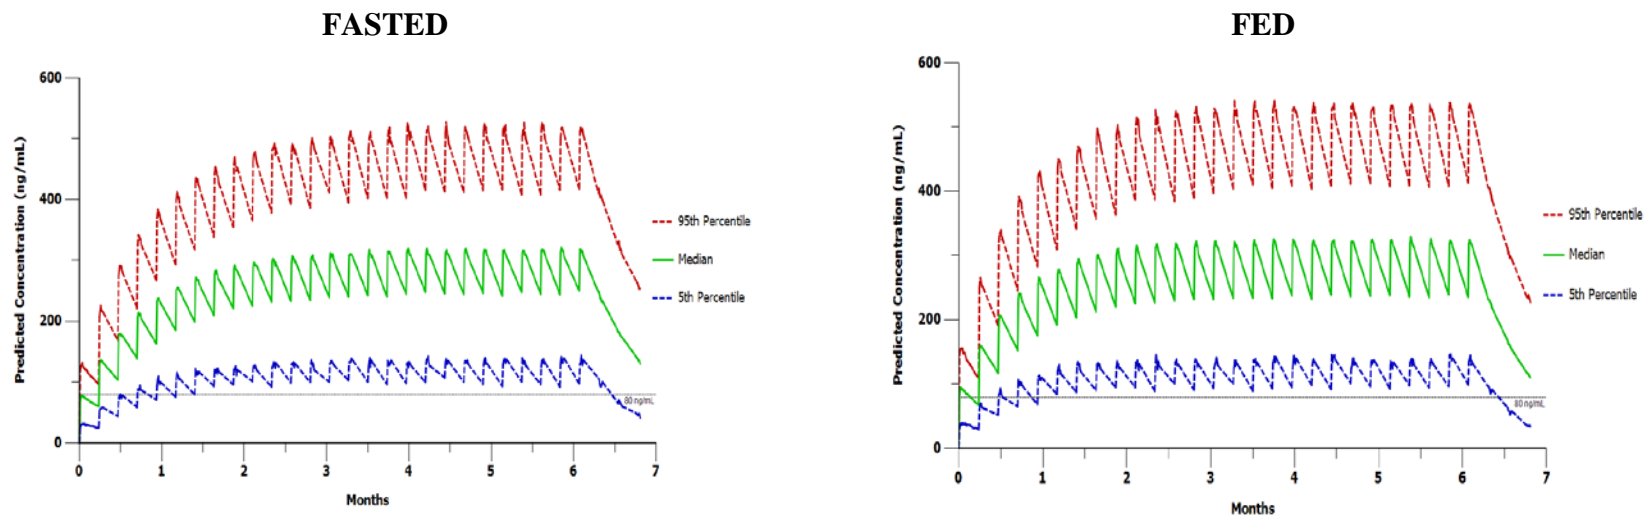 FASTED
600
400
200
0
Predicted Concentration (ng/mL)
0 1 2 3 4 5 6 7
Months
95th Percentile
Median
5th Percentile
80 ng/mL
FED
600
400
200
0
Predicted Concentration (ng/mL)
0 1 2 3 4 5 6 7
Months
95th Percentile
Median
5th Percentile
80 ng/mL